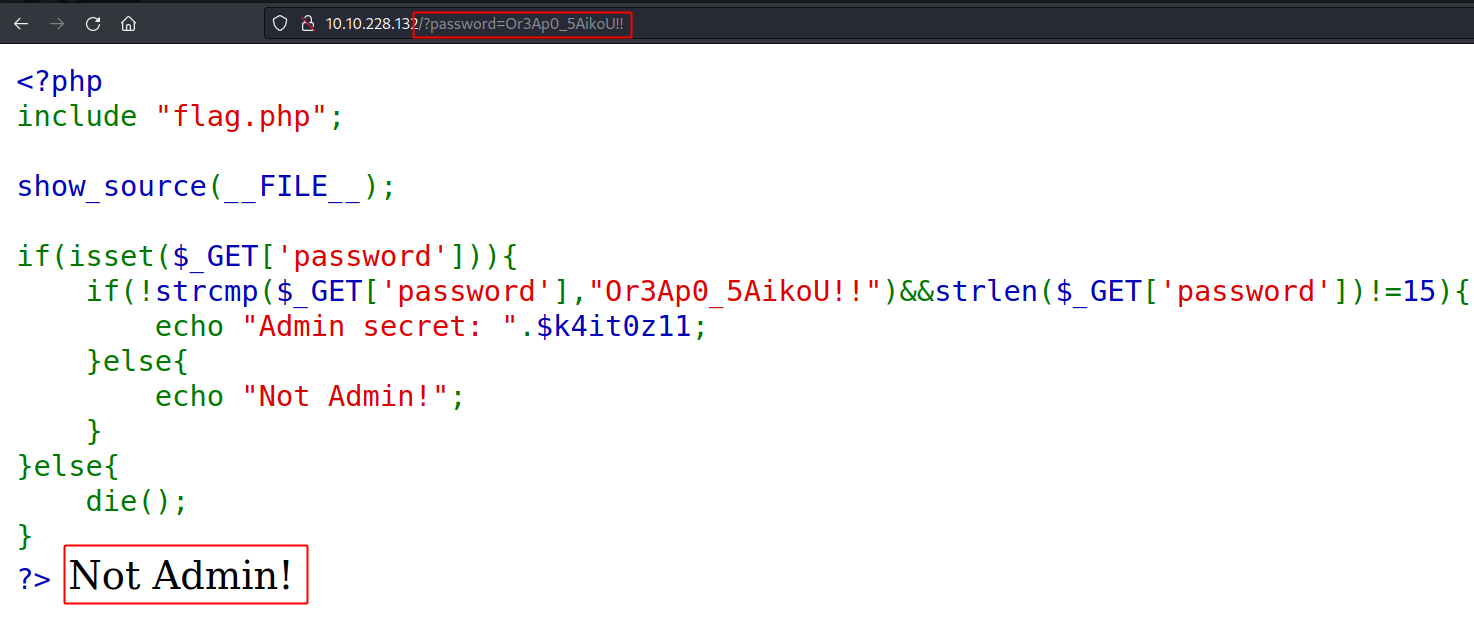 10.10.228.132/?password=Or3Ap0_5AikoU!!
<?php
include "flag.php";
show_source(__FILE__);
if(isset($_GET['password'])){
if(!strcmp($_GET['password'],"Or3Ap0_5AikoU!!")&&strlen($_GET['password'])!=15){
echo "Admin secret: ".$k4it0z11;
}else{
echo "Not Admin!";
}
}else{
die();
}
?> Not Admin!